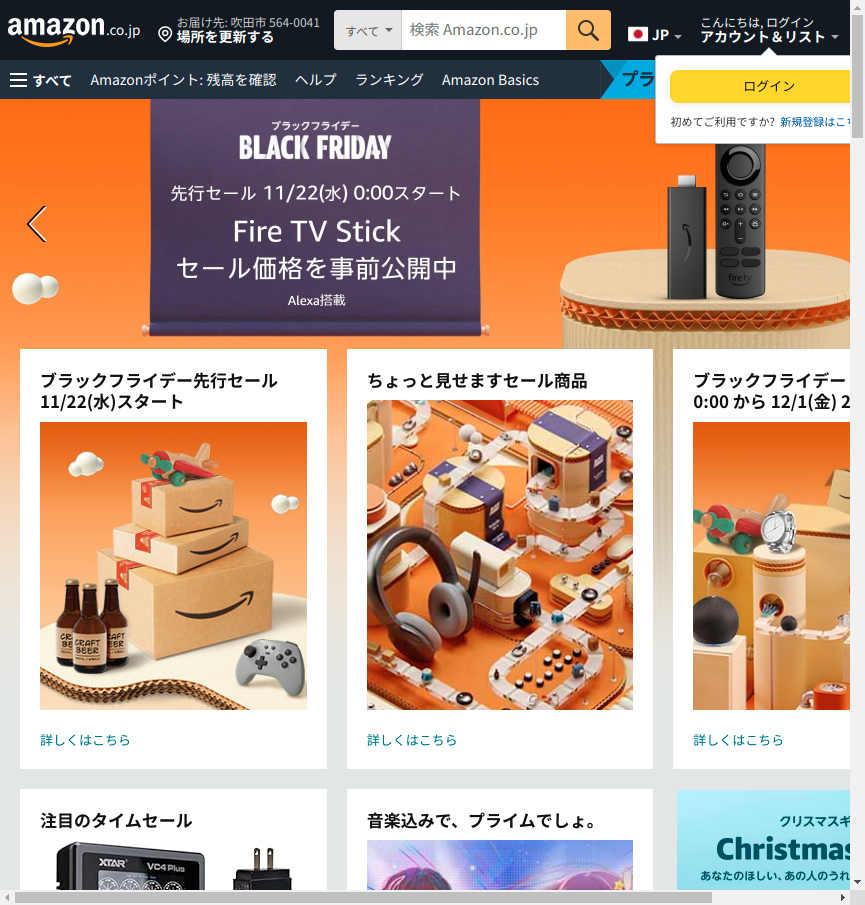 amazon.co.jp
お届け先: 吹田市 564-0041
場所を更新する
すべて
検索 Amazon.co.jp
JP
こんにちは, ログイン
アカウント＆リスト
すべて
Amazonポイント: 残高を確認
ヘルプ
ランキング
Amazon Basics
プラ
ログイン
初めてご利用ですか? 新規登録はこち
ブラックフライデー
BLACK FRIDAY
先行セール 11/22(水) 0:00スタート
Fire TV Stick
セール価格を事前公開中
Alexa搭載
firetv
ブラックフライデー先行セール
11/22(水)スタート
CRAFT
BEER
詳しくはこちら
ちょっと見せますセール商品
詳しくはこちら
ブラックフライデー
0:00 から 12/1(金) 2
詳しくはこちら
注目のタイムセール
XTAR
VC4 Plus
音楽込みで、プライムでしょ。
クリスマスギ
Christmas
あなたのほしい、あの人のうれ